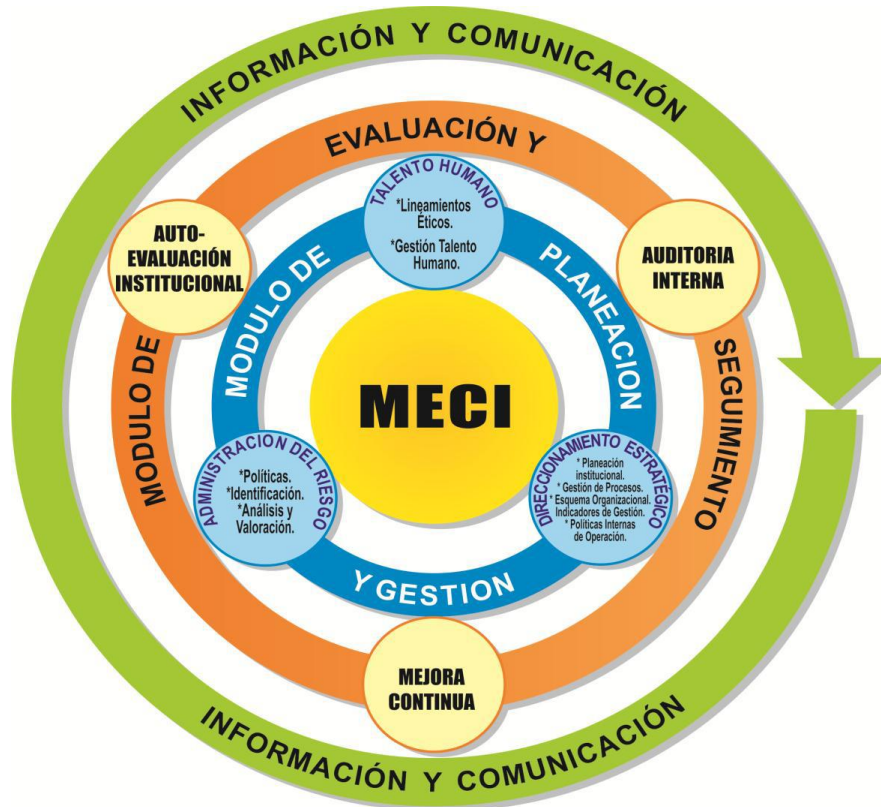 INFORMACIÓN Y COMUNICACIÓN
MODULO DE EVALUACIÓN Y SEGUIMIENTO
AUTO-
EVALUACIÓN
INSTITUCIONAL
AUDITORIA
INTERNA
MODULO DE PLANEACION Y GESTION
TALENTO HUMANO
*Lineamientos
Éticos.
*Gestión Talento
Humano.
MECI
ADMINISTRACION DEL RIESGO
*Políticas.
*Identificación.
*Análisis y
Valoración.
DIRECCIONAMIENTO ESTRATÉGICO
* Planeación
institucional.
* Gestión de Procesos.
* Esquema Organizacional.
Indicadores de Gestión.
* Políticas Internas
de Operación.
MEJORA
CONTINUA
INFORMACIÓN Y COMUNICACIÓN